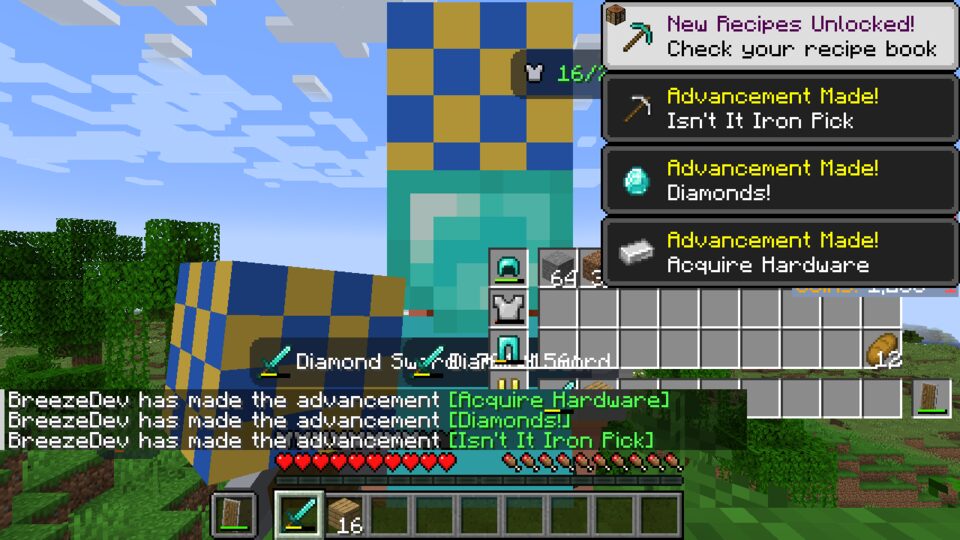 New Recipes Unlocked!
Check your recipe book
16/
Advancement Made!
Isn't It Iron Pick
Advancement Made!
Diamonds!
Advancement Made!
Acquire Hardware
64
12
Diamond
BreezeDev has made the advancement [Acquire Hardware]
BreezeDev has made the advancement [Diamonds!]
BreezeDev has made the advancement [Isn't It Iron Pick]
16